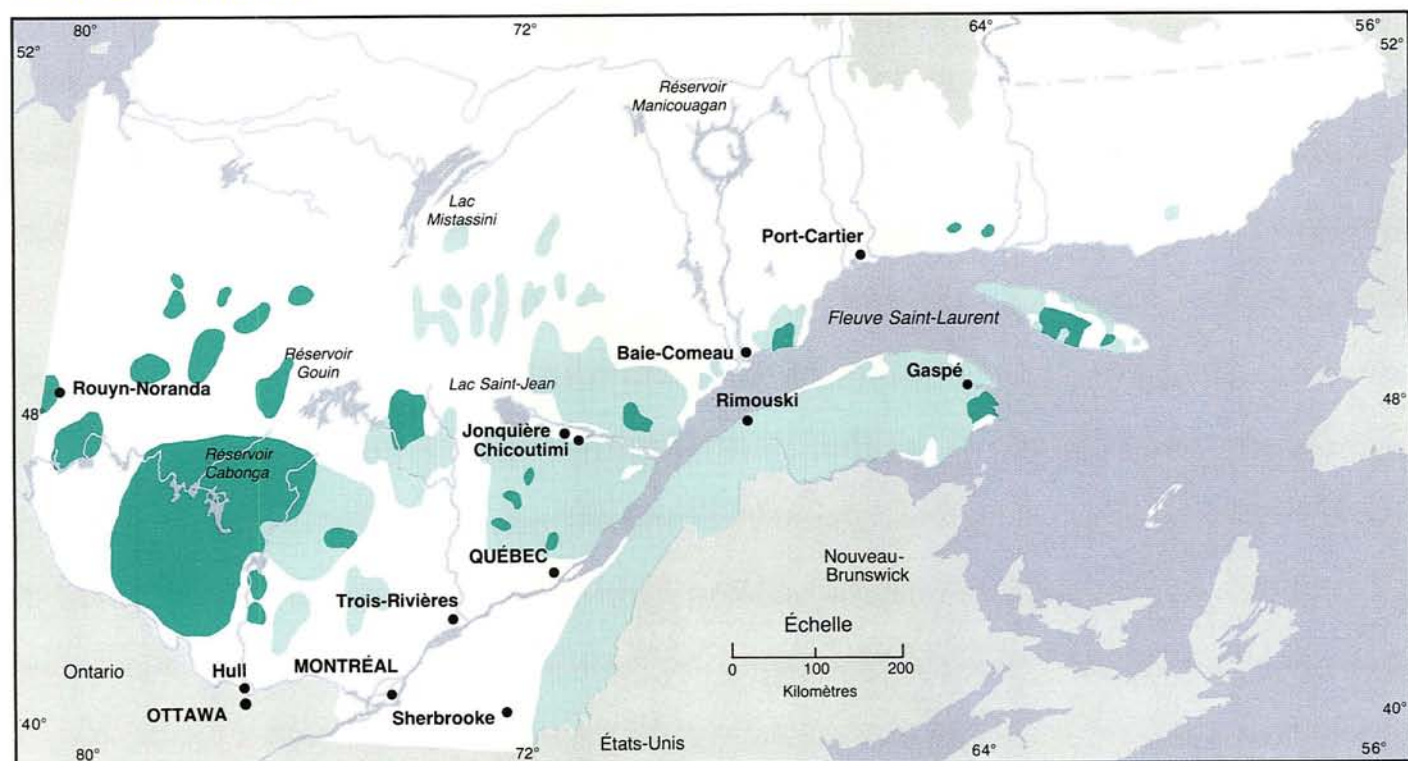 80°
72°
64°
56°
52°
52°
Réservoir
Manicouagan
Lac
Mistassini
Port-Cartier
Fleuve Saint-Laurent
Réservoir
Gouin
Baie-Comeau
Rouyn-Noranda
Lac Saint-Jean
Gaspé
Rimouski
48°
48°
Jonquière
Chicoutimi
Réservoir
Cabonga
QUÉBEC
Nouveau-
Brunswick
Trois-Rivières
Échelle
0 100 200
Kilomètres
Ontario
Hull
MONTRÉAL
OTTAWA
Sherbrooke
40°
40°
États-Unis
80°
72°
64°
56°